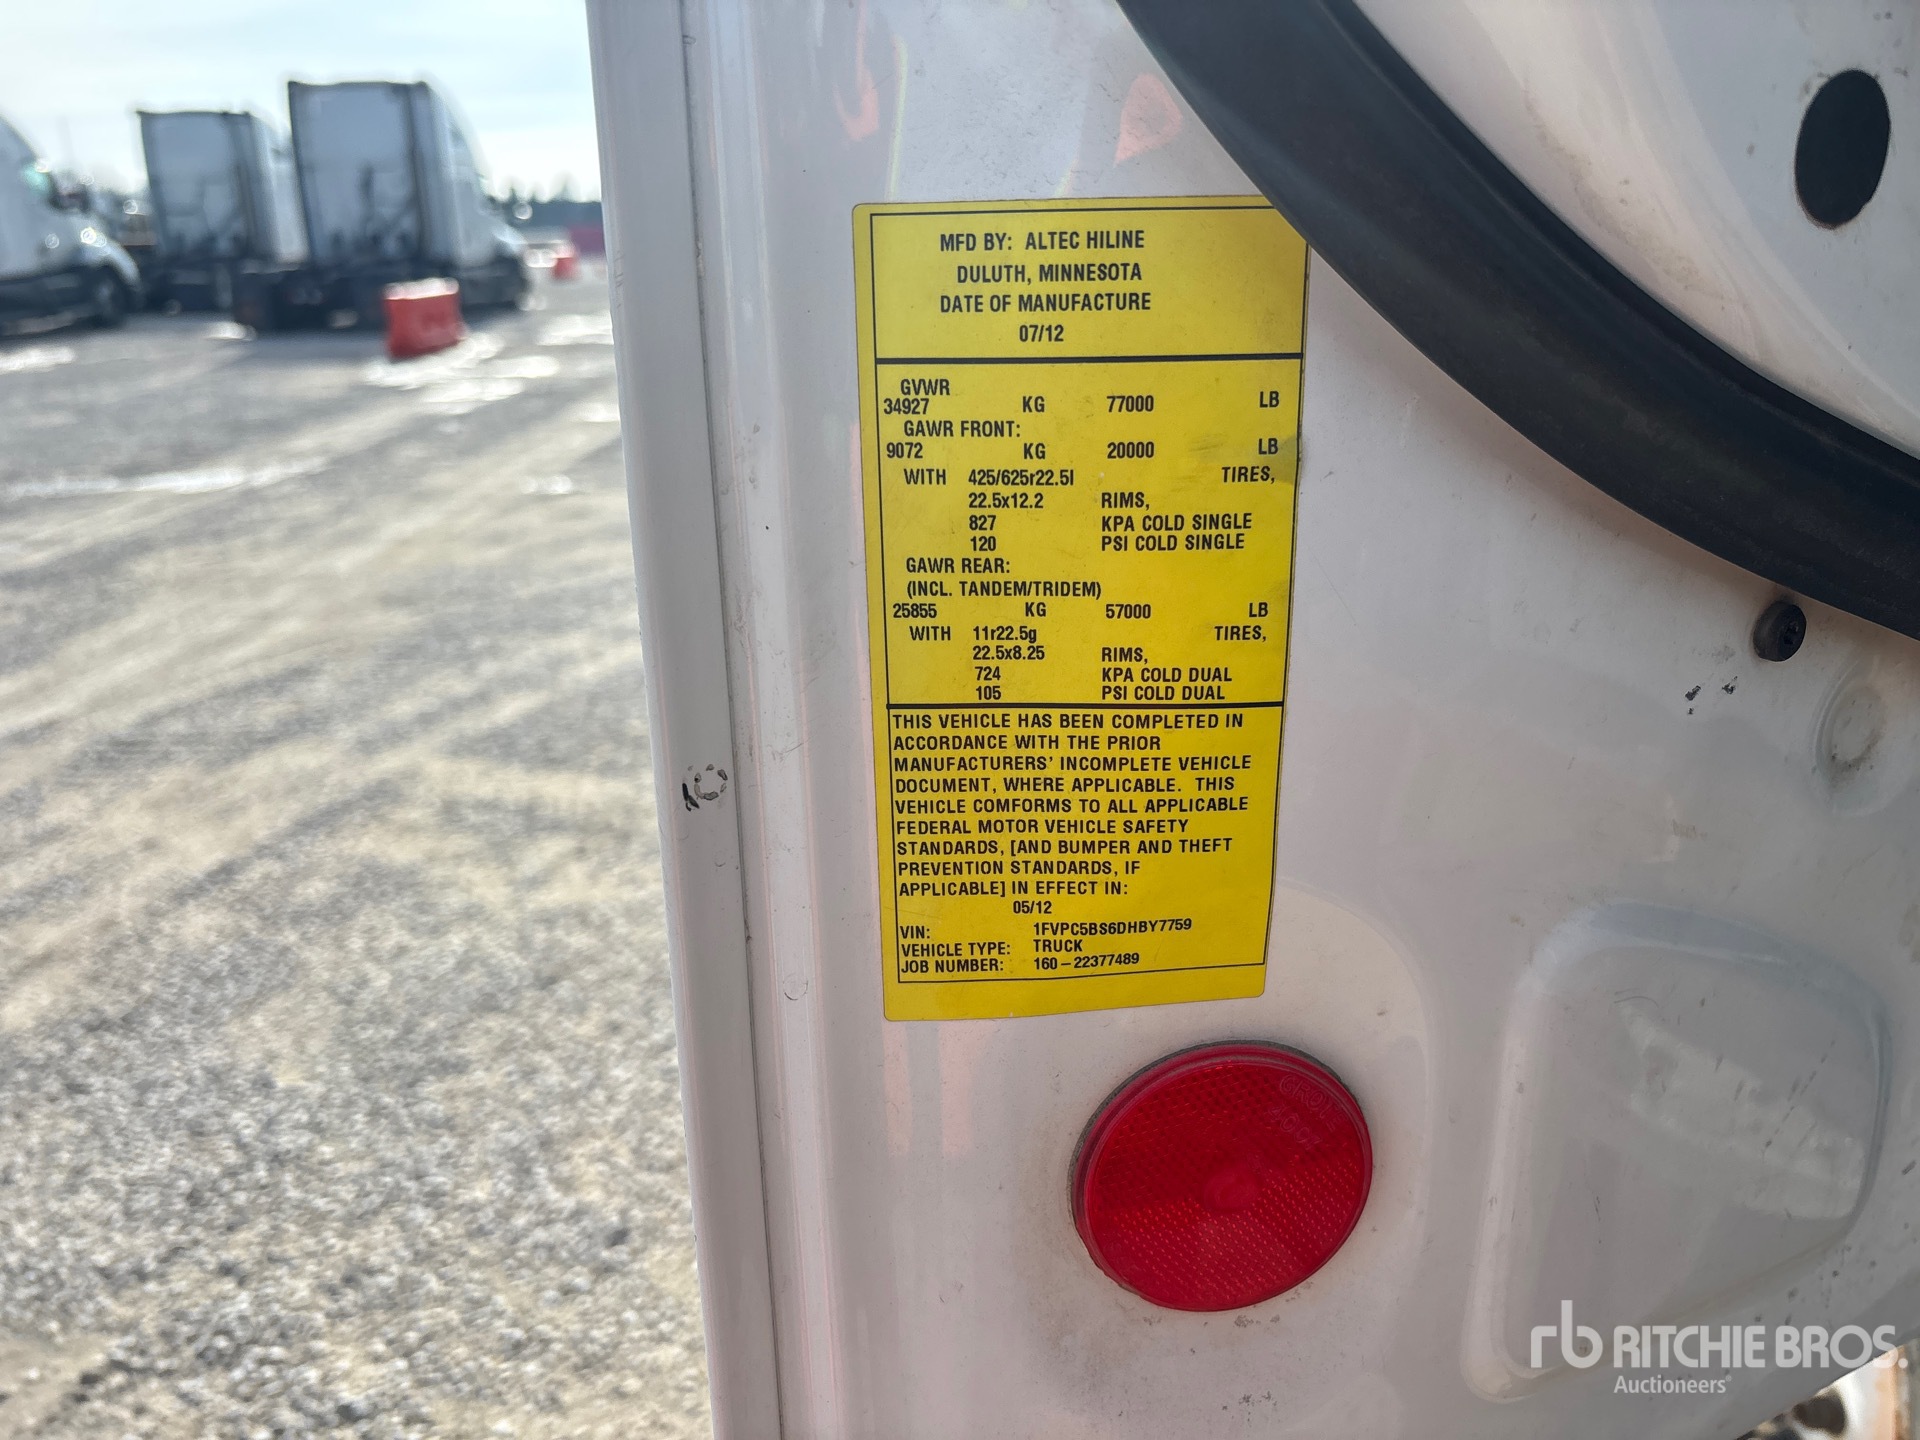 MFD BY: ALTEC HILINE
DULUTH, MINNESOTA
DATE OF MANUFACTURE
07/12
GVWR
34927 KG 77000 LB
GAWR FRONT:
9072 KG 20000 LB
WITH 425/625r22.5l TIRES,
22.5x12.2 RIMS,
827 KPA COLD SINGLE
120 PSI COLD SINGLE
GAWR REAR:
(INCL. TANDEM/TRIDEM)
25855 KG 57000 LB
WITH 11r22.5g TIRES,
22.5x8.25 RIMS,
724 KPA COLD DUAL
105 PSI COLD DUAL
THIS VEHICLE HAS BEEN COMPLETED IN
ACCORDANCE WITH THE PRIOR
MANUFACTURERS' INCOMPLETE VEHICLE
DOCUMENT, WHERE APPLICABLE. THIS
VEHICLE COMFORMS TO ALL APPLICABLE
FEDERAL MOTOR VEHICLE SAFETY
STANDARDS, [AND BUMPER AND THEFT
PREVENTION STANDARDS, IF
APPLICABLE] IN EFFECT IN:
05/12
VIN: 1FVPC5BS6DHBY7759
VEHICLE TYPE: TRUCK
JOB NUMBER: 160-22377489
GROTE
rb RITCHIE BROS.
Auctioneers